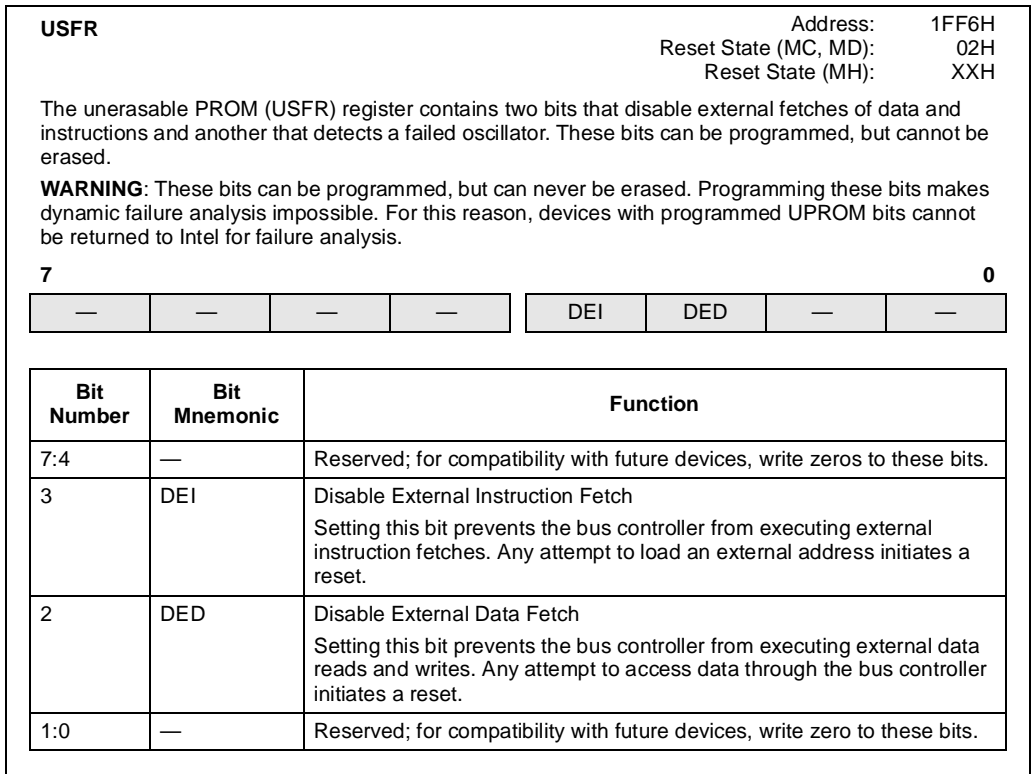 USFR Address: 1FF6H
Reset State (MC, MD): 02H
Reset State (MH): XXH
The unerasable PROM (USFR) register contains two bits that disable external fetches of data and
instructions and another that detects a failed oscillator. These bits can be programmed, but cannot be
erased.
WARNING: These bits can be programmed, but can never be erased. Programming these bits makes
dynamic failure analysis impossible. For this reason, devices with programmed UPROM bits cannot
be returned to Intel for failure analysis.
7 0
— — — — DEI DED — —
Bit Number Bit Mnemonic Function
7:4 — Reserved; for compatibility with future devices, write zeros to these bits.
3 DEI Disable External Instruction Fetch
Setting this bit prevents the bus controller from executing external
instruction fetches. Any attempt to load an external address initiates a
reset.
2 DED Disable External Data Fetch
Setting this bit prevents the bus controller from executing external data
reads and writes. Any attempt to access data through the bus controller
initiates a reset.
1:0 — Reserved; for compatibility with future devices, write zero to these bits.